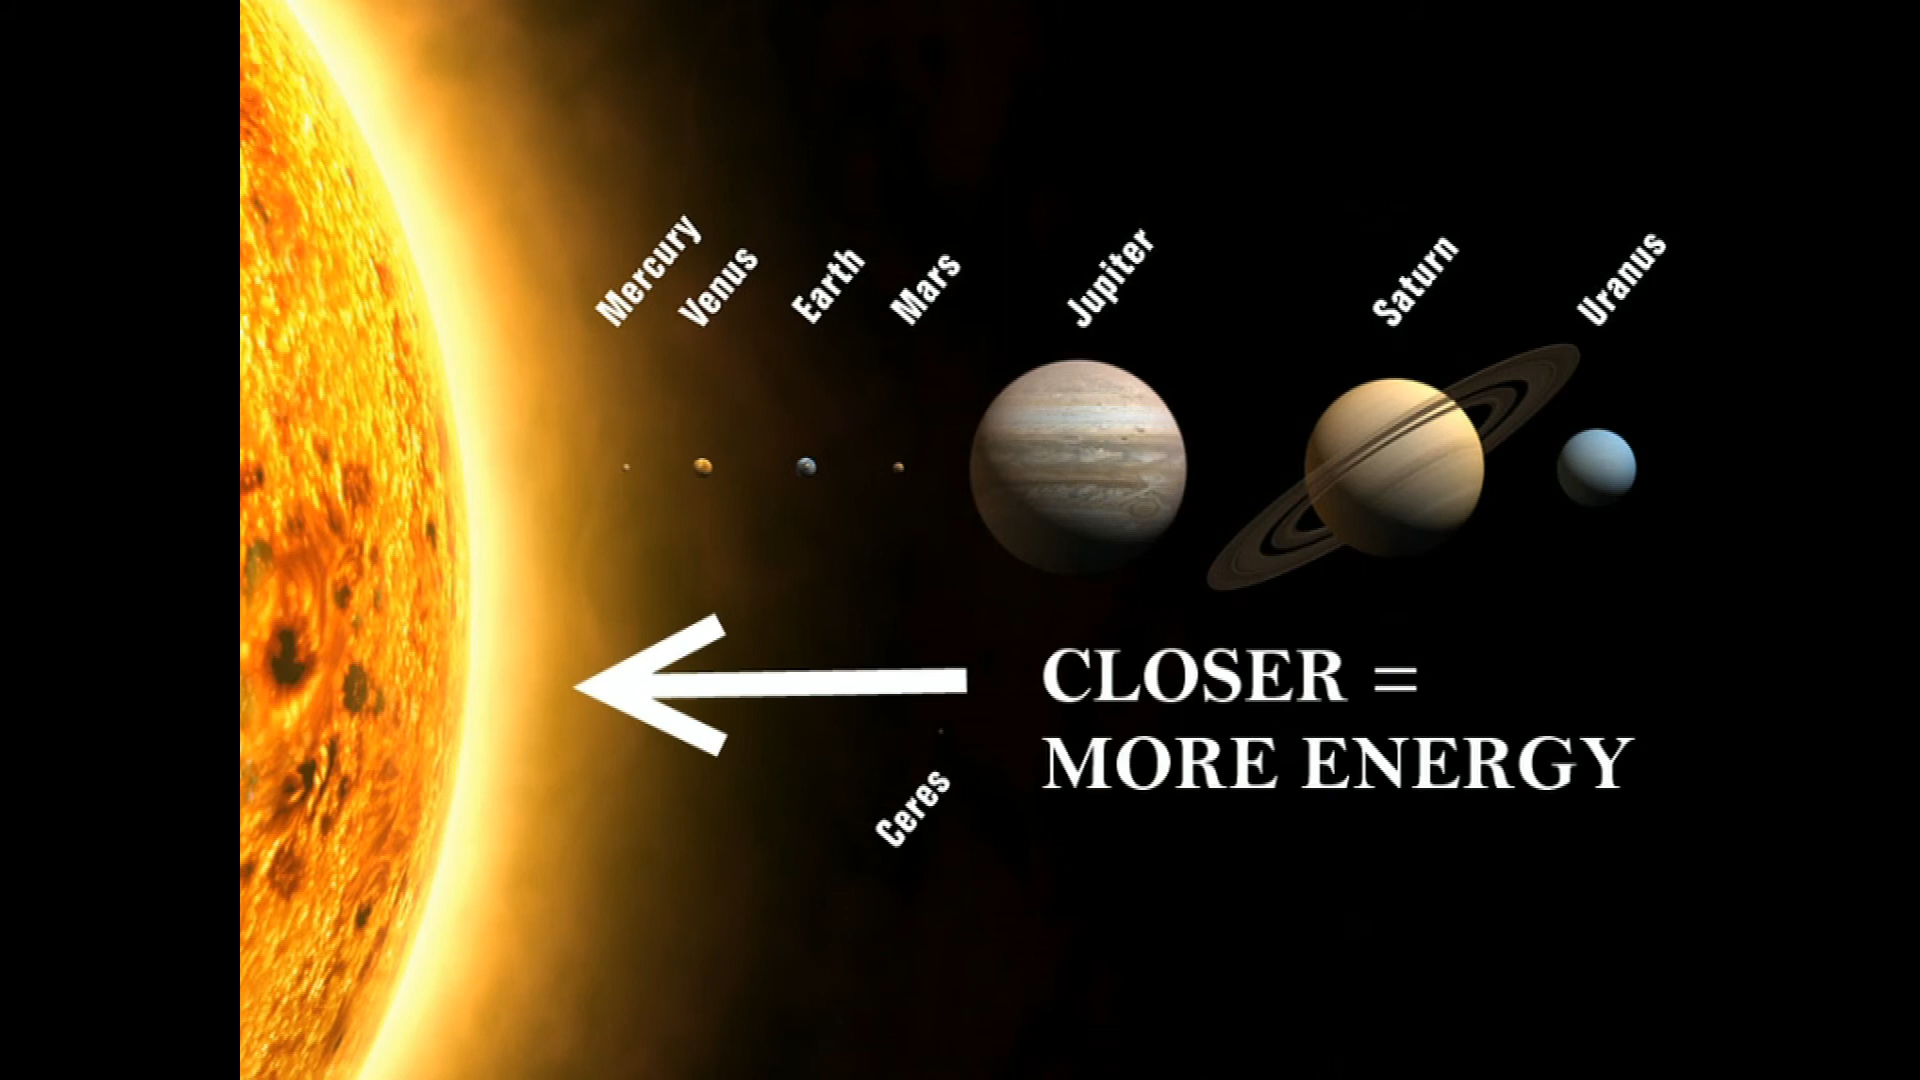 Mercury
Venus
Earth
Mars
Jupiter
Saturn
Uranus
CLOSER =
MORE ENERGY
Ceres